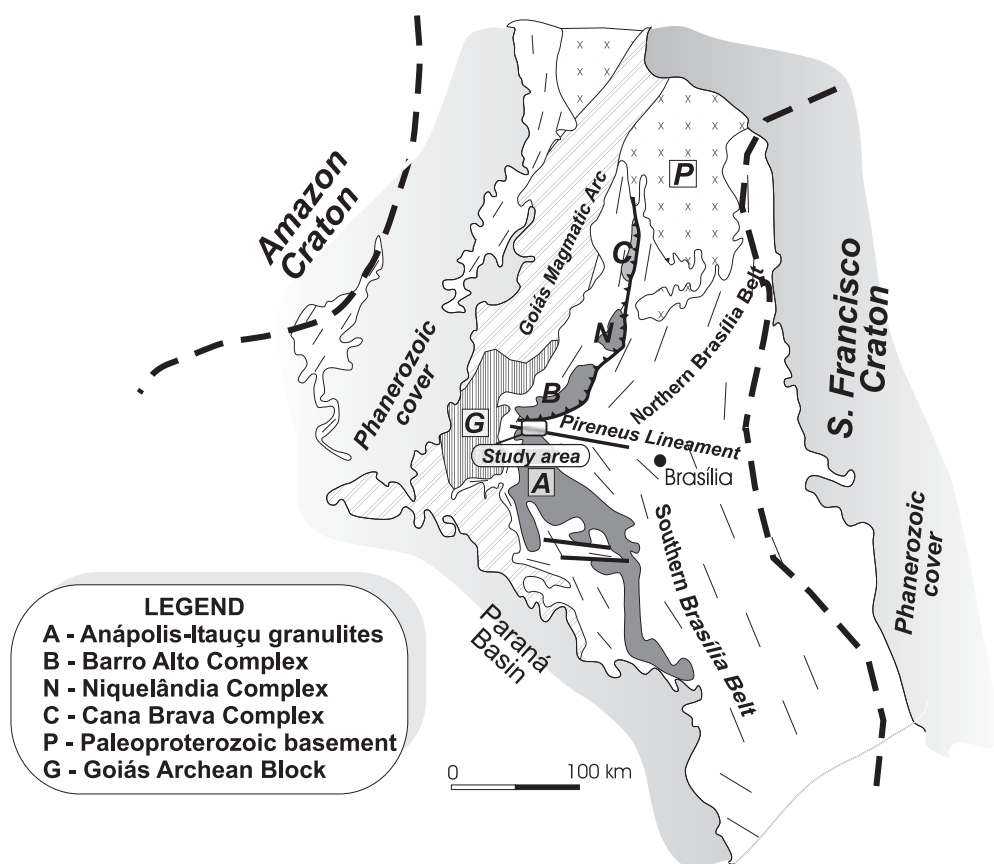 Amazon
Craton
Phanerozoic
cover
Goiás Magmatic Arc
P
C
N
B
G
A
Northern Brasília Belt
Pireneus Lineament
Study area
Brasília
S. Francisco
Craton
Phanerozoic
cover
Southern Brasília Belt
Paraná
Basin
LEGEND
A - Anápolis-Itauçu granulites
B - Barro Alto Complex
N - Niquelândia Complex
C - Cana Brava Complex
P - Paleoproterozoic basement
G - Goiás Archean Block
0 100 km